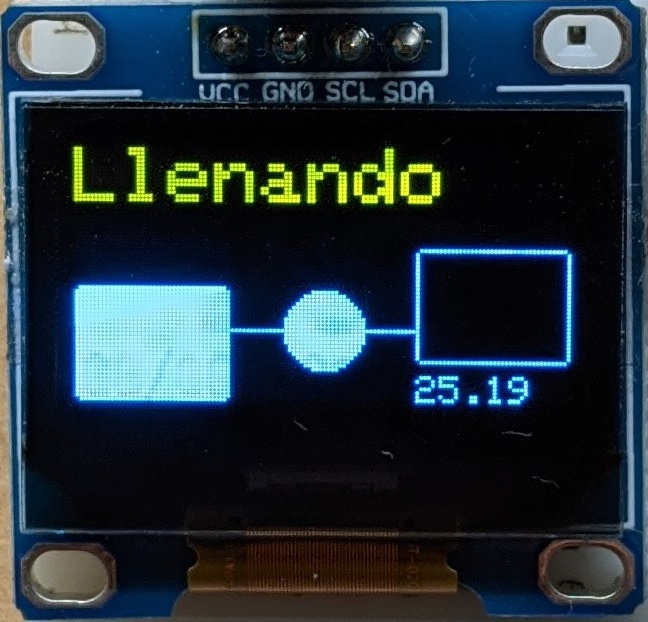 VCC GND SCL SDA
Llenando
25.19